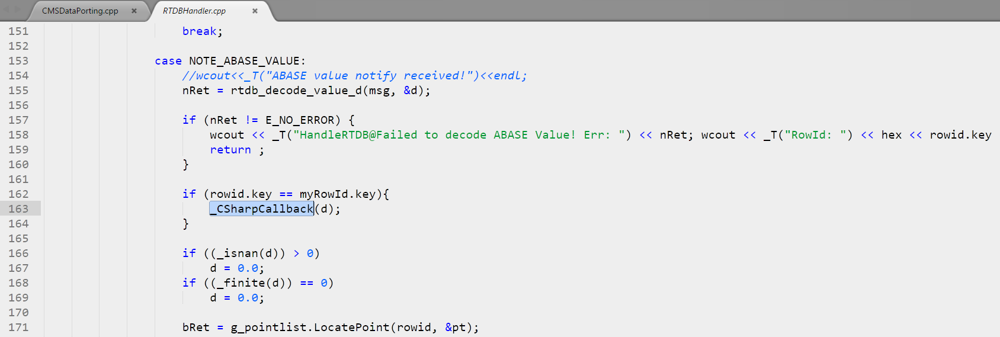 CMSDataPorting.cpp × RTDBHandler.cpp ×
151 break;
152
153 case NOTE_ABASE_VALUE:
154 //wcout<<_T("ABASE value notify received!")<<endl;
155 nRet = rtdb_decode_value_d(msg, &d);
156
157 if (nRet != E_NO_ERROR) {
158 wcout << _T("HandleRTDB@Failed to decode ABASE Value! Err: ") << nRet; wcout << _T("RowId: ") << hex << rowid.key
159 return ;
160 }
161
162 if (rowid.key == myRowId.key){
163 _CSharpCallback(d);
164 }
165
166 if ((_isnan(d)) > 0)
167 d = 0.0;
168 if ((_finite(d)) == 0)
169 d = 0.0;
170
171 bRet = g_pointlist.LocatePoint(rowid, &pt);